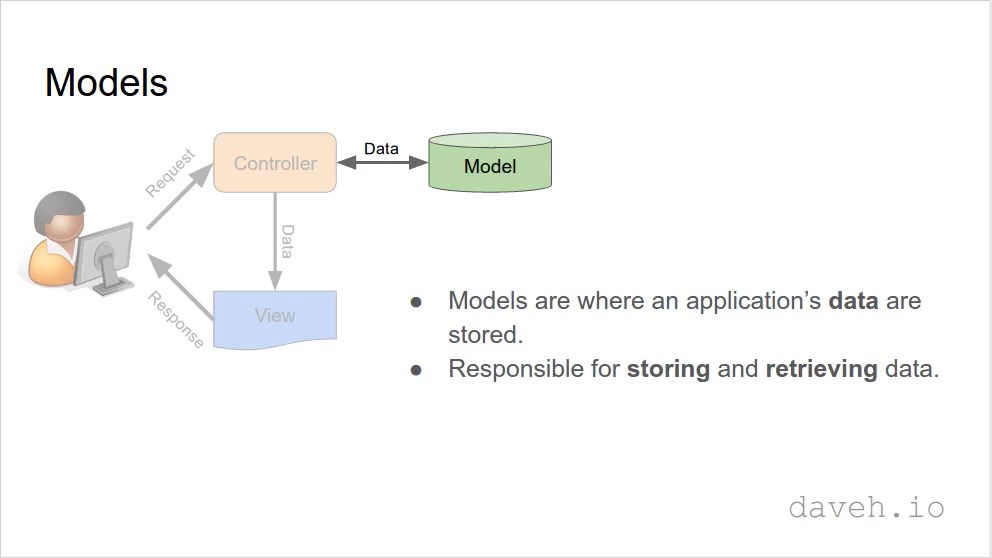 Models
Request
Controller
Data
Model
Data
Response
View
● Models are where an application’s data are
stored.
● Responsible for storing and retrieving data.
daveh.io